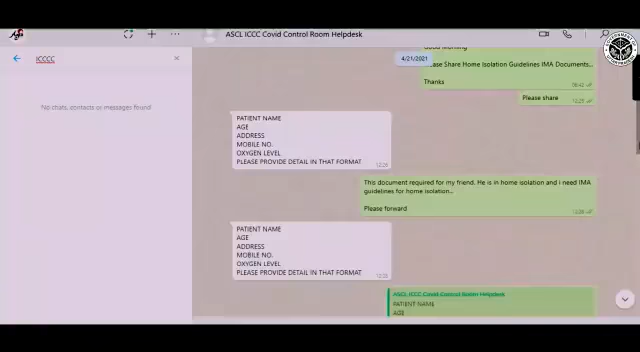 ASCL ICCC Covid Control Room Helpdesk
ICCCC
No chats, contacts or messages found
Good Morning
4/21/2021
Please Share Home Isolation Guidelines IMA Documents...
Thanks
Please share
PATIENT NAME
AGE
ADDRESS
MOBILE NO.
OXYGEN LEVEL
PLEASE PROVIDE DETAIL IN THAT FORMAT
This document required for my friend. He is in home isolation and i need IMA
guidelines for home isolation...
Please forward
PATIENT NAME
AGE
ADDRESS
MOBILE NO.
OXYGEN LEVEL
PLEASE PROVIDE DETAIL IN THAT FORMAT
ASCL ICCC Covid Control Room Helpdesk
PATIENT NAME
AGE